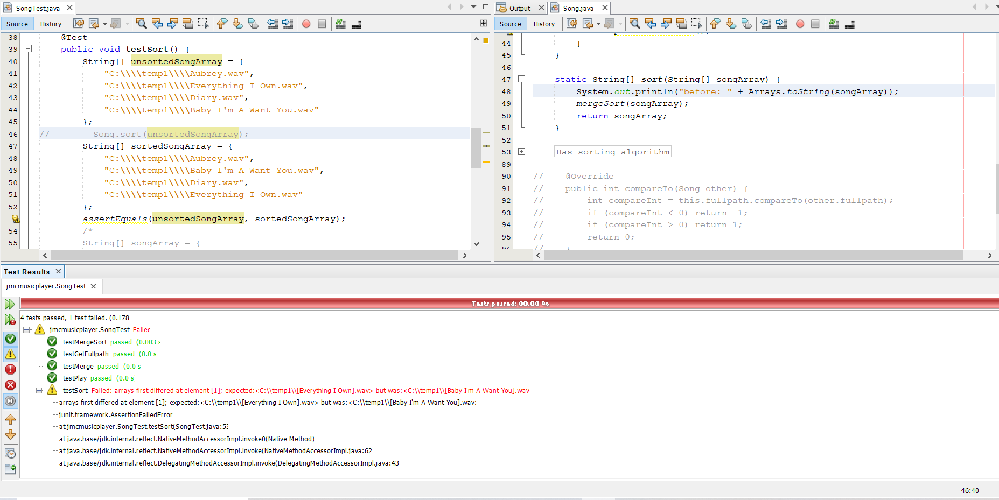 SongTest.java
Source History
38 @Test
39 public void testSort() {
40 String[] unsortedSongArray = {
41 "C:\\\\temp1\\\\Aubrey.wav",
42 "C:\\\\temp1\\\\Everything I Own.wav",
43 "C:\\\\temp1\\\\Diary.wav",
44 "C:\\\\temp1\\\\Baby I'm A Want You.wav"
45 };
46 // Song.sort(unsortedSongArray);
47 String[] sortedSongArray = {
48 "C:\\\\temp1\\\\Aubrey.wav",
49 "C:\\\\temp1\\\\Baby I'm A Want You.wav",
50 "C:\\\\temp1\\\\Diary.wav",
51 "C:\\\\temp1\\\\Everything I Own.wav"
52 };
assertEquals(unsortedSongArray, sortedSongArray);
54 /*
55 String[] songArray = {
Output Song.java
Source History
44 }
45 }
46
47 static String[] sort(String[] songArray) {
48 System.out.println("before: " + Arrays.toString(songArray));
49 mergeSort(songArray);
50 return songArray;
51 }
52
53 Has sorting algorithm
89
90 // @Override
91 // public int compareTo(Song other) {
92 // int compareInt = this.fullpath.compareTo(other.fullpath);
93 // if (compareInt < 0) return -1;
94 // if (compareInt > 0) return 1;
95 // return 0;
96 // }
Test Results
jmcmusicplayer.SongTest
Tests passed: 80.00 %
4 tests passed, 1 test failed. (0.178
jmcmusicplayer.SongTest Failed
testMergeSort passed (0.003 s
testGetFullpath passed (0.0 s
testMerge passed (0.0 s
testPlay passed (0.0 s)
testSort Failed: arrays first differed at element [1]; expected:<C:\\temp1\\[Everything I Own].wav> but was:<C:\\temp1\\[Baby I'm A Want You].wav
arrays first differed at element [1]; expected:<C:\\temp1\\[Everything I Own].wav> but was:<C:\\temp1\\[Baby I'm A Want You].wav>
junit.framework.AssertionFailedError
at jmcmusicplayer.SongTest.testSort(SongTest.java:53
at java.base/jdk.internal.reflect.NativeMethodAccessorImpl.invoke0(Native Method)
at java.base/jdk.internal.reflect.NativeMethodAccessorImpl.invoke(NativeMethodAccessorImpl.java:62)
at java.base/jdk.internal.reflect.DelegatingMethodAccessorImpl.invoke(DelegatingMethodAccessorImpl.java:43
46:40